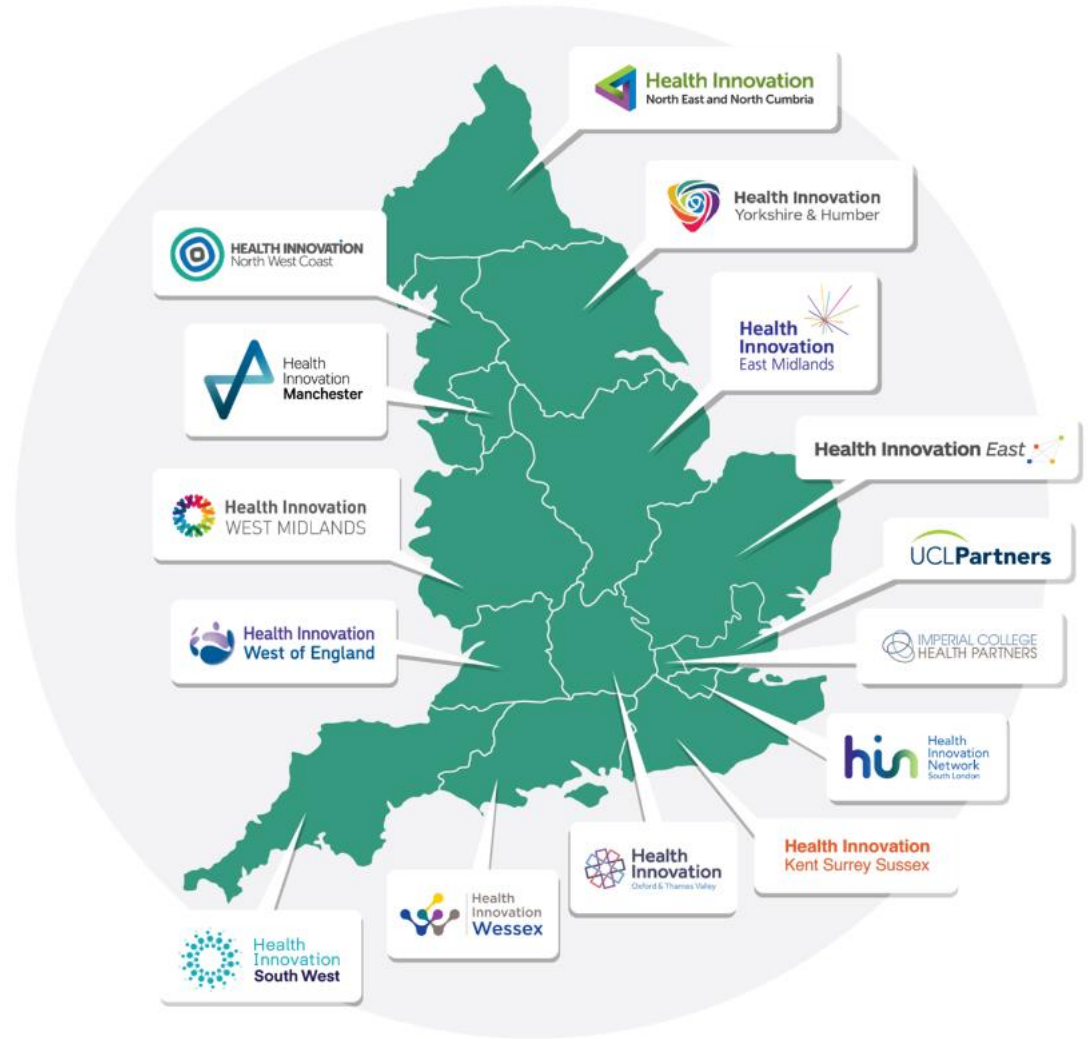 Health Innovation
North East and North Cumbria
Health Innovation
Yorkshire & Humber
HEALTH INNOVATION
North West Coast
Health
Innovation
East Midlands
Health
Innovation
Manchester
Health Innovation East
Health Innovation
WEST MIDLANDS
UCLPartners
Health Innovation
West of England
IMPERIAL COLLEGE
HEALTH PARTNERS
hin
Health
Innovation
Network
South London
Health Innovation
Kent Surrey Sussex
Health
Innovation
Oxford & Thames Valley
Health
Innovation
Wessex
Health
Innovation
South West